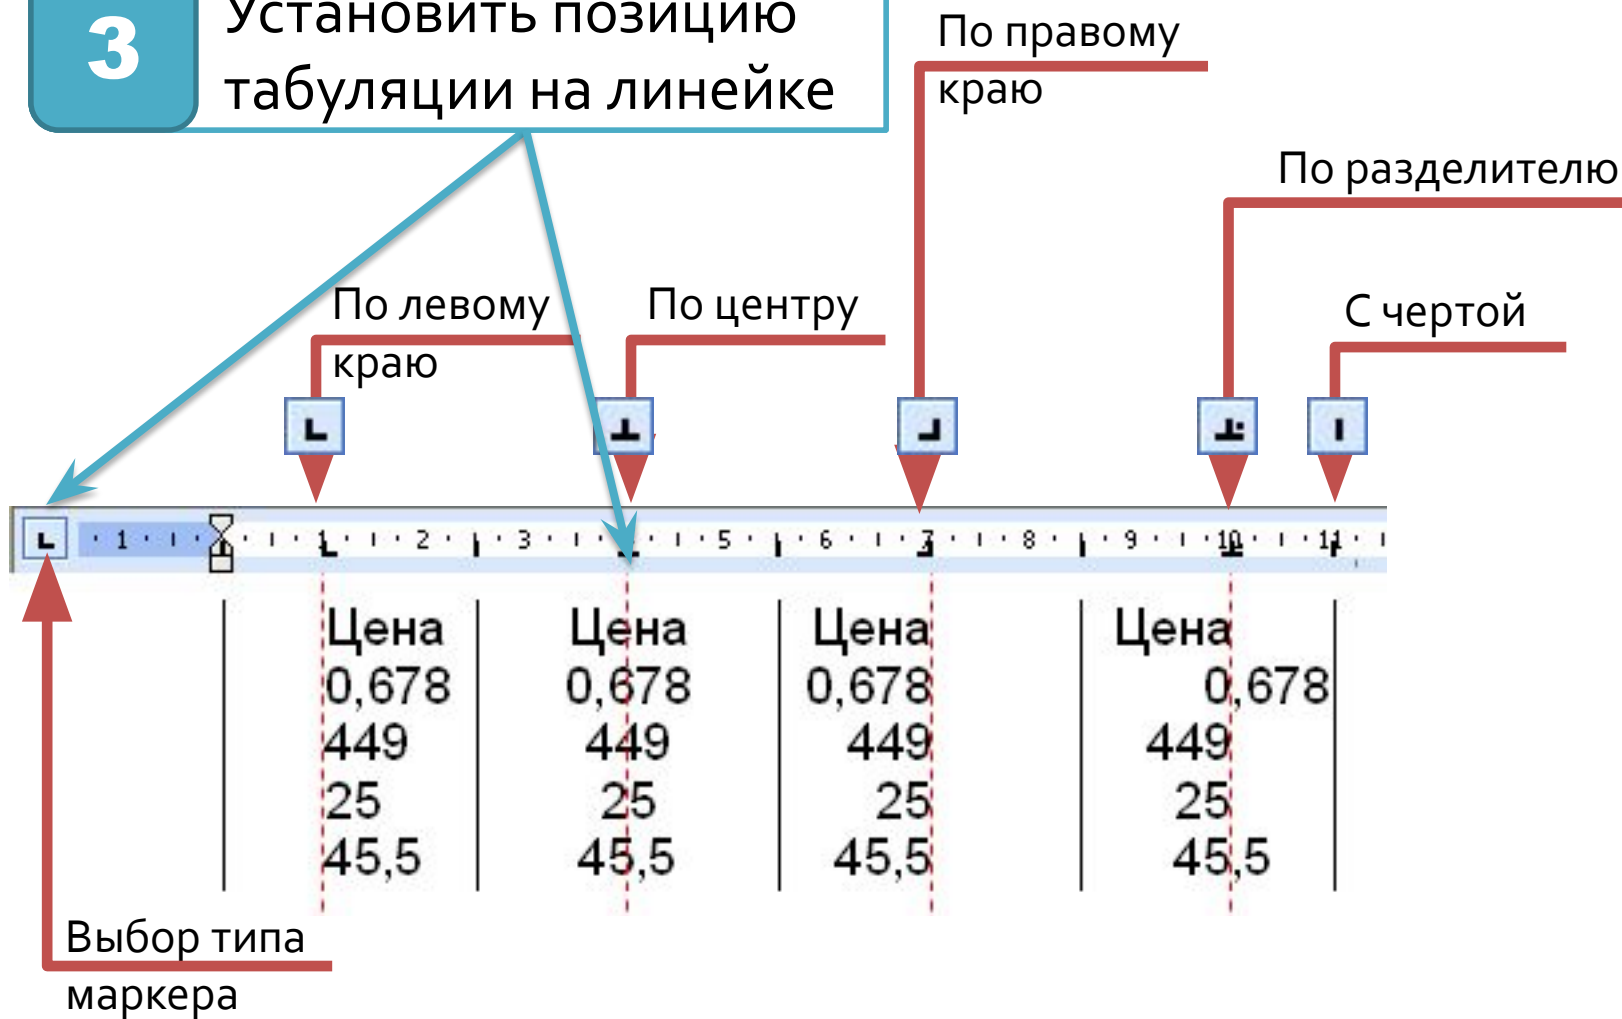 3
Установить позицию
табуляции на линейке
По правому
краю
По разделителю
По левому
краю
По центру
С чертой
1 1 2 3 5 6 7 8 9 10 11
Цена Цена Цена Цена
0,678 0,678 0,678 0,678
449 449 449 449
25 25 25 25
45,5 45,5 45,5 45,5
Выбор типа
маркера